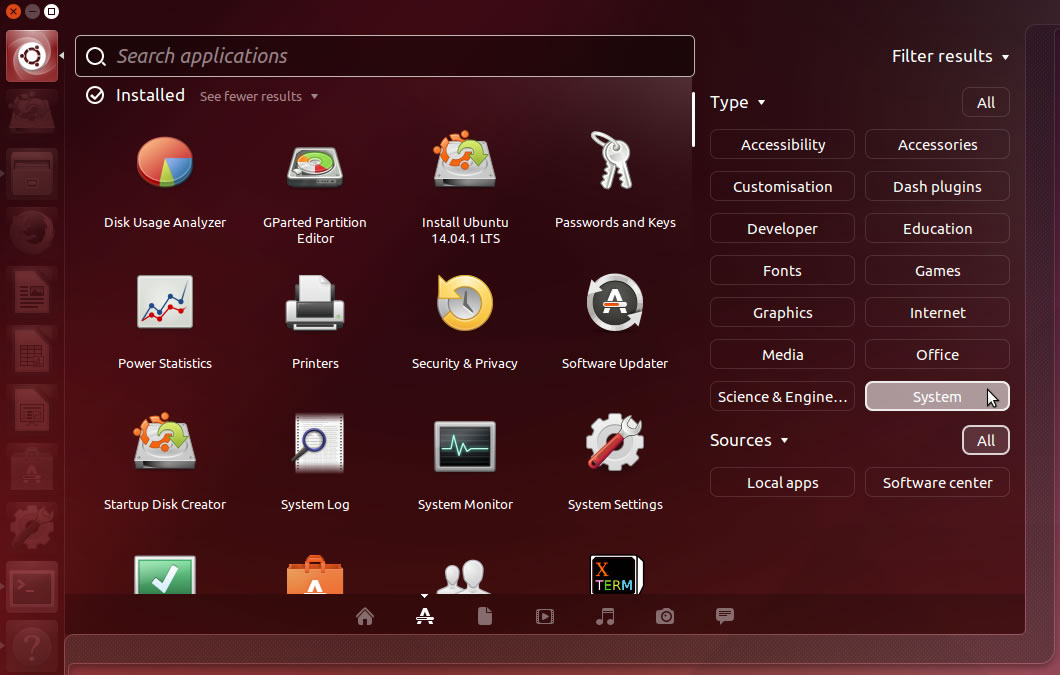 Search applications
Filter results
Installed See fewer results
Type All
Accessibility Accessories
Customisation Dash plugins
Developer Education
Fonts Games
Graphics Internet
Media Office
Science & Engine... System
Sources All
Local apps Software center
Disk Usage Analyzer
GParted Partition
Editor
Install Ubuntu
14.04.1 LTS
Passwords and Keys
Power Statistics
Printers
Security & Privacy
Software Updater
Startup Disk Creator
System Log
System Monitor
System Settings
X
TERM